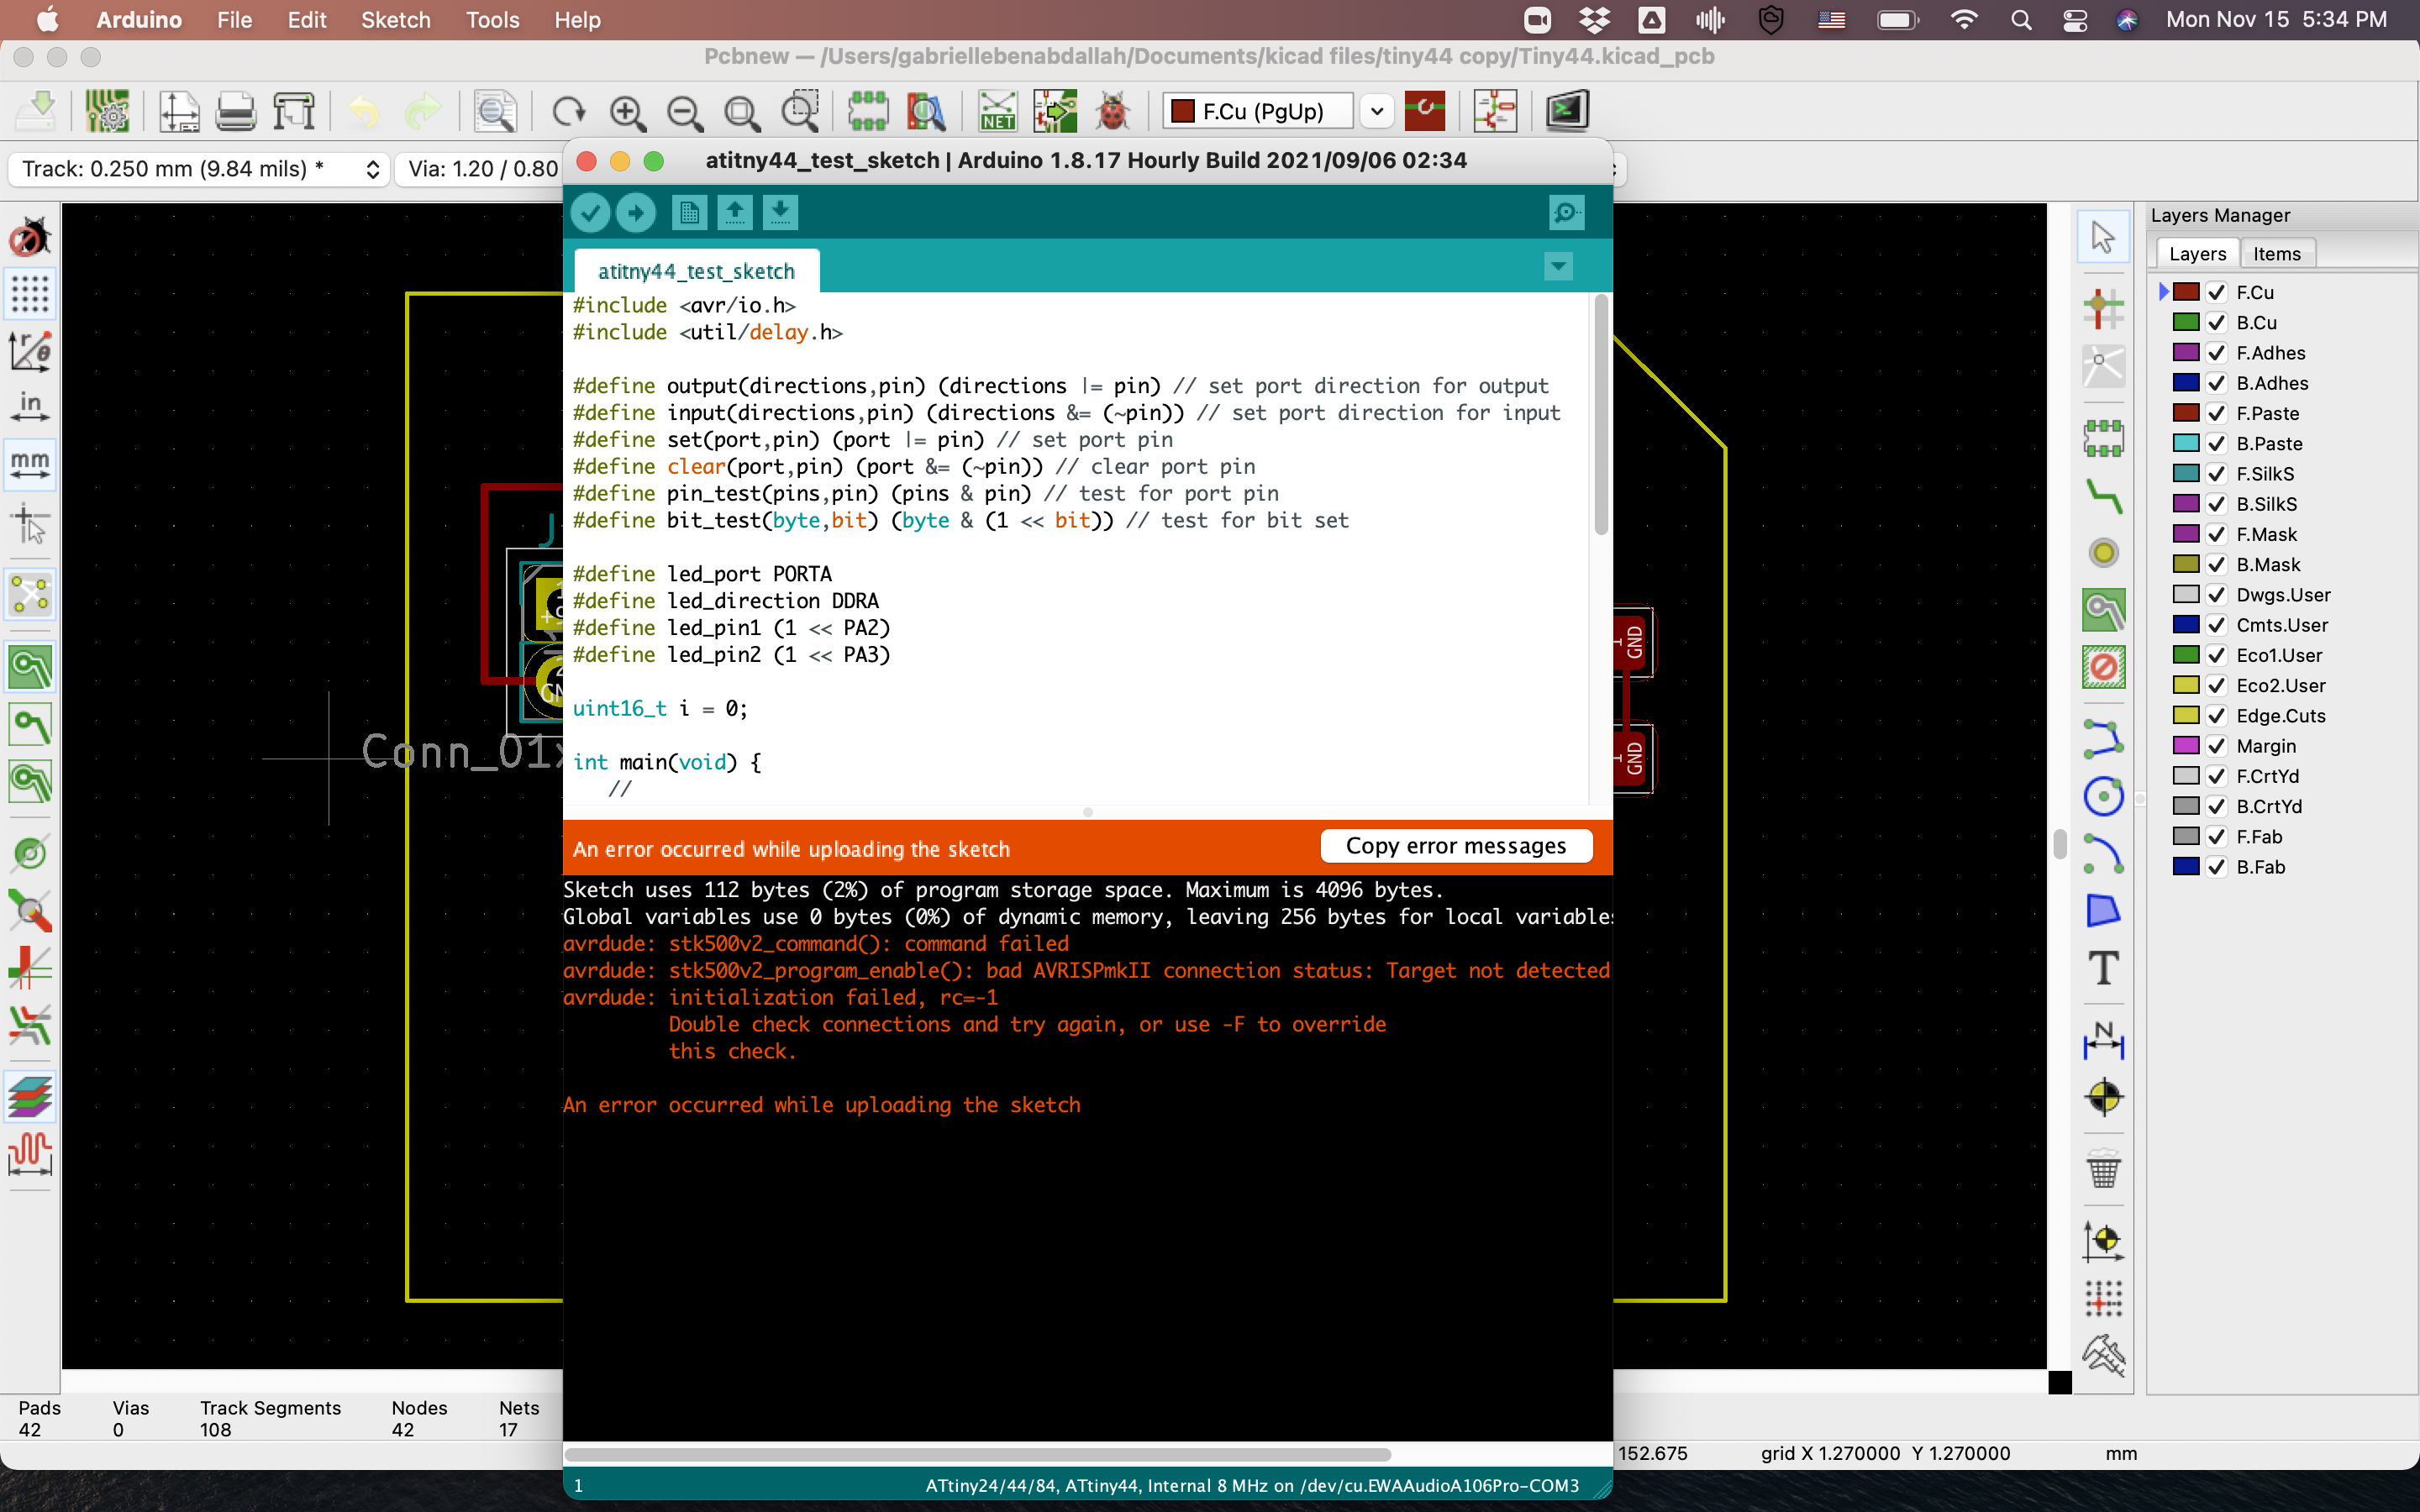 Arduino File Edit Sketch Tools Help Mon Nov 15 5:34 PM
Pcbnew — /Users/gabriellebenabdallah/Documents/kicad files/tiny44 copy/Tiny44.kicad_pcb
NET F.Cu (PgUp)
Track: 0.250 mm (9.84 mils) * Via: 1.20 / 0.80
atitny44_test_sketch | Arduino 1.8.17 Hourly Build 2021/09/06 02:34
atitny44_test_sketch
#include <avr/io.h>
#include <util/delay.h>
#define output(directions,pin) (directions |= pin) // set port direction for output
#define input(directions,pin) (directions &= (~pin)) // set port direction for input
#define set(port,pin) (port |= pin) // set port pin
#define clear(port,pin) (port &= (~pin)) // clear port pin
#define pin_test(pins,pin) (pins & pin) // test for port pin
#define bit_test(byte,bit) (byte & (1 << bit)) // test for bit set
#define led_port PORTA
#define led_direction DDRA
#define led_pin1 (1 << PA2)
#define led_pin2 (1 << PA3)
uint16_t i = 0;
int main(void) {
//
An error occurred while uploading the sketch
Copy error messages
Sketch uses 112 bytes (2%) of program storage space. Maximum is 4096 bytes.
Global variables use 0 bytes (0%) of dynamic memory, leaving 256 bytes for local variables
avrdude: stk500v2_command(): command failed
avrdude: stk500v2_program_enable(): bad AVRISPmkII connection status: Target not detected
avrdude: initialization failed, rc=-1
Double check connections and try again, or use -F to override
this check.
An error occurred while uploading the sketch
1
ATtiny24/44/84, ATtiny44, Internal 8 MHz on /dev/cu.EWAAudioA106Pro-COM3
in
mm
J
Conn_01x
1
GND
1
GND
Layers Manager
Layers Items
F.Cu
B.Cu
F.Adhes
B.Adhes
F.Paste
B.Paste
F.SilkS
B.SilkS
F.Mask
B.Mask
Dwgs.User
Cmts.User
Eco1.User
Eco2.User
Edge.Cuts
Margin
F.CrtYd
B.CrtYd
F.Fab
B.Fab
T
N
Pads Vias Track Segments Nodes Nets
42 0 108 42 17
152.675 grid X 1.270000 Y 1.270000 mm